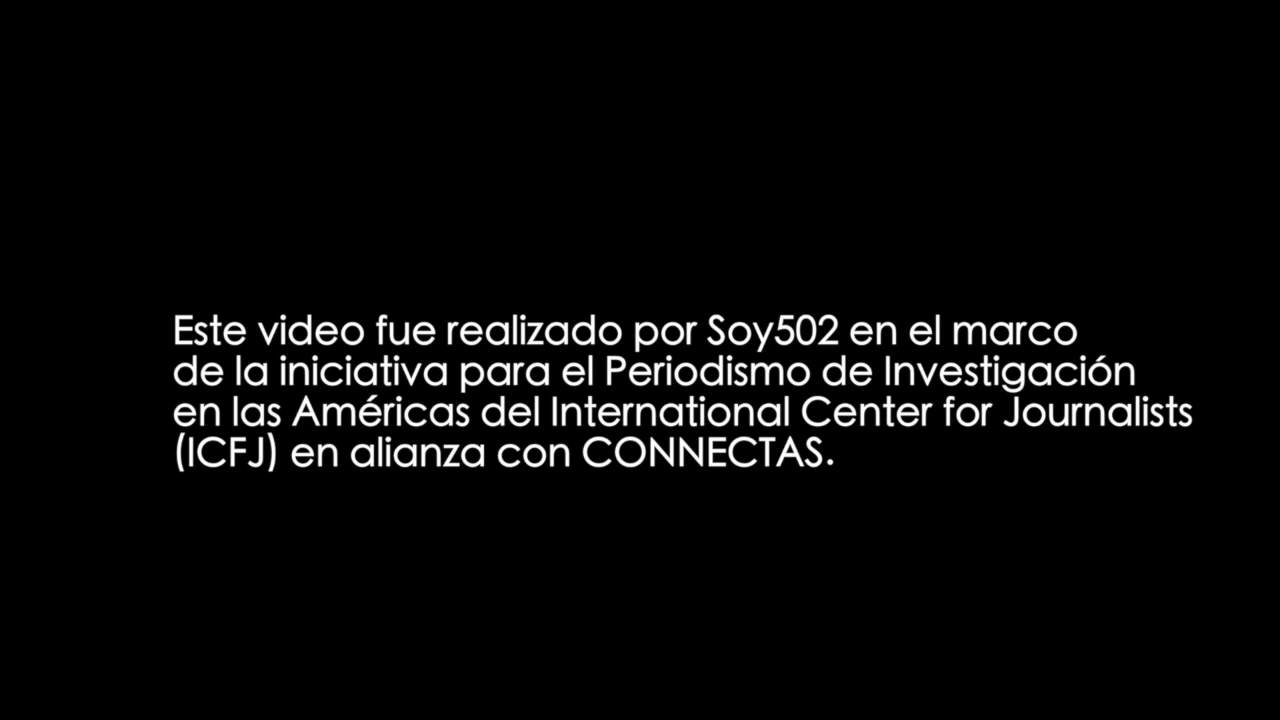 Este video fue realizado por Soy502 en el marco
de la iniciativa para el Periodismo de Investigación
en las Américas del International Center for Journalists
(ICFJ) en alianza con CONNECTAS.